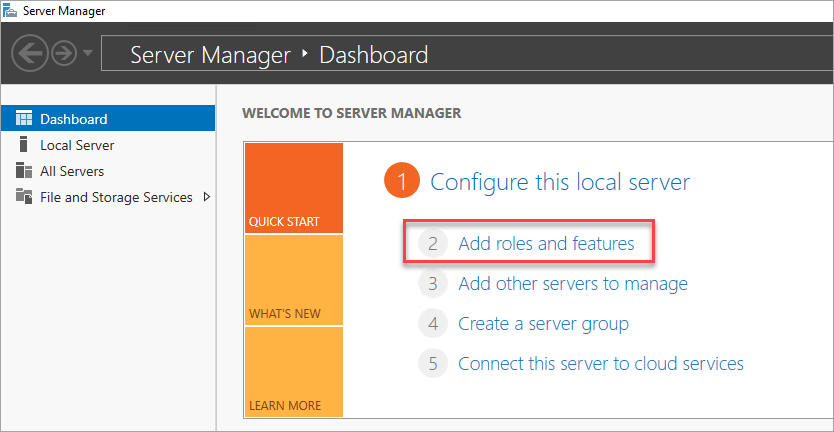 Server Manager
Server Manager ‣ Dashboard
Dashboard
Local Server
All Servers
File and Storage Services
WELCOME TO SERVER MANAGER
QUICK START
WHAT'S NEW
LEARN MORE
1 Configure this local server
2 Add roles and features
3 Add other servers to manage
4 Create a server group
5 Connect this server to cloud services